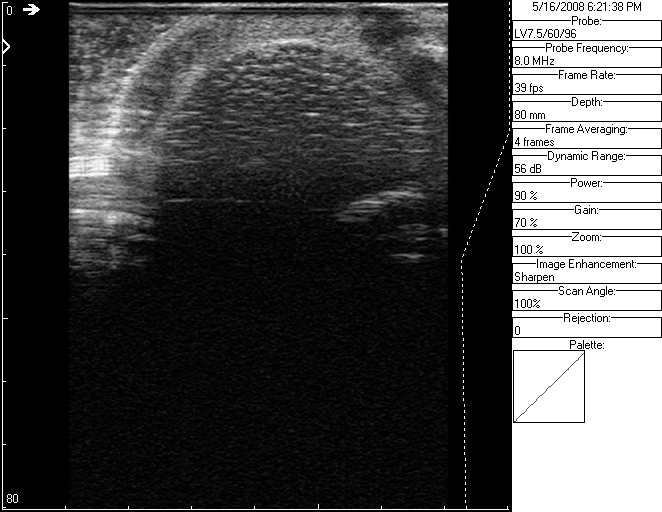 0
80
5/16/2008 6:21:38 PM
Probe:
LV7.5/60/96
Probe Frequency:
8.0 MHz
Frame Rate:
39 fps
Depth:
80 mm
Frame Averaging:
4 frames
Dynamic Range:
56 dB
Power:
90 %
Gain:
70 %
Zoom:
100 %
Image Enhancement:
Sharpen
Scan Angle:
100%
Rejection:
0
Palette: